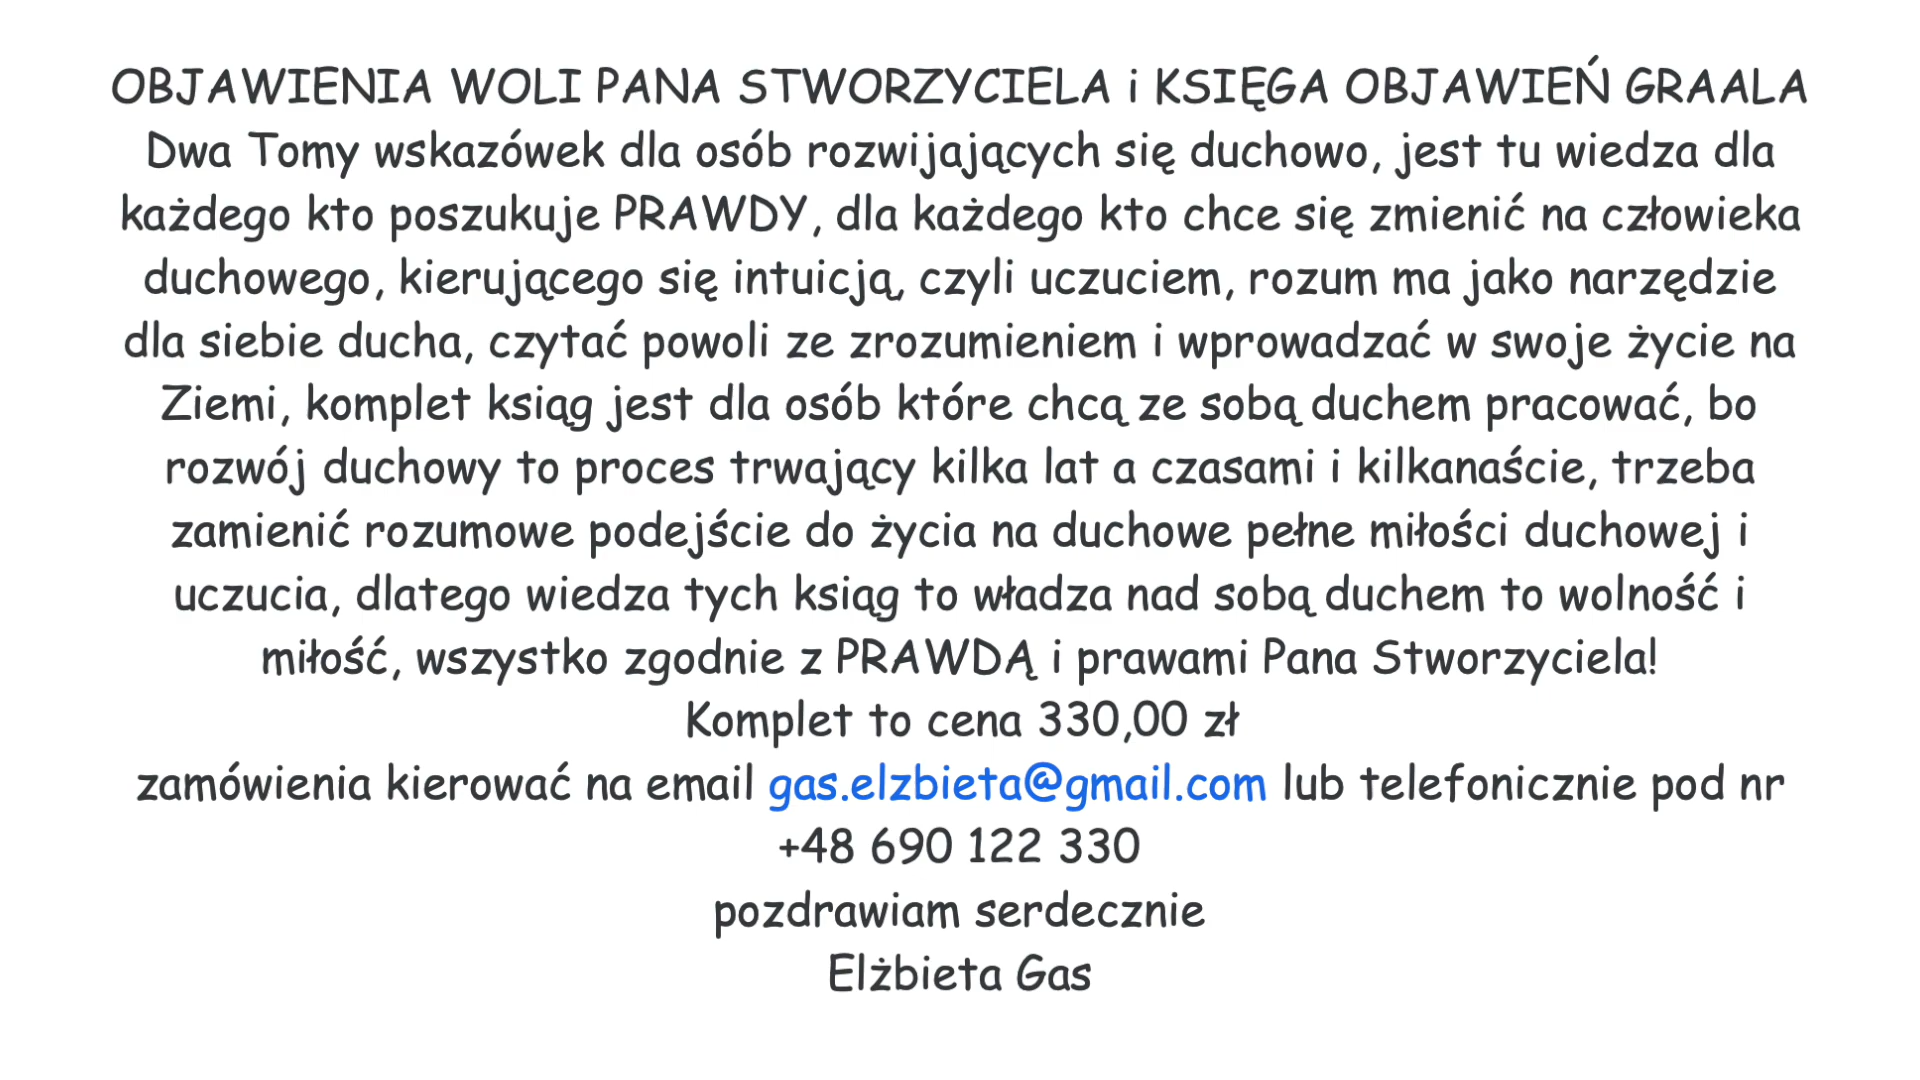 OBJAWIENIA WOLI PANA STWORZYCIELA i KSIĘGA OBJAWIEŃ GRAALA
Dwa Tomy wskazówek dla osób rozwijających się duchowo, jest tu wiedza dla
każdego kto poszukuje PRAWDY, dla każdego kto chce się zmienić na człowieka
duchowego, kierującego się intuicją, czyli uczuciem, rozum ma jako narzędzie
dla siebie ducha, czytać powoli ze zrozumieniem i wprowadzać w swoje życie na
Ziemi, komplet ksiąg jest dla osób które chcą ze sobą duchem pracować, bo
rozwój duchowy to proces trwający kilka lat a czasami i kilkanaście, trzeba
zamienić rozumowe podejście do życia na duchowe pełne miłości duchowej i
uczucia, dlatego wiedza tych ksiąg to władza nad sobą duchem to wolność i
miłość, wszystko zgodnie z PRAWDĄ i prawami Pana Stworzyciela!
Komplet to cena 330,00 zł
zamówienia kierować na email gas.elzbieta@gmail.com lub telefonicznie pod nr
+48 690 122 330
pozdrawiam serdecznie
Elżbieta Gas